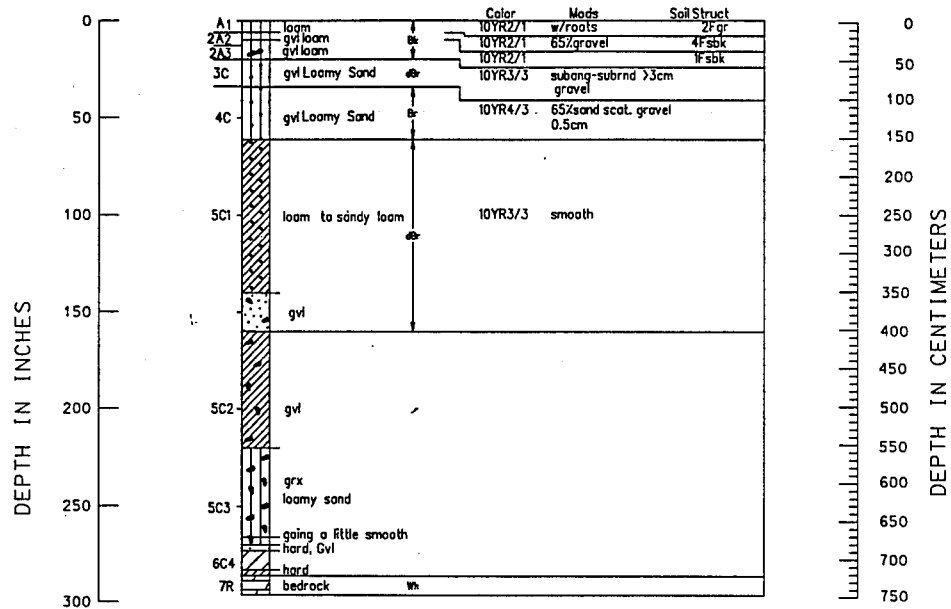 Color Mods Soil Struct
0 A1 loam 10YR2/1 w/roots 2Fgr 0
2A2 gvl loam Bk 10YR2/1 65%gravel 4Fsbk
2A3 gvl loam 10YR2/1 1Fsbk 50
3C gvl Loamy Sand dBr 10YR3/3 subang-subrnd >3cm
gravel
100
4C gvl Loamy Sand Br 10YR4/3 65%sand scat. gravel
0.5cm
50 150
200
100 5C1 loam to sandy loam dBr 10YR3/3 smooth 250
300
350
150 gvl
400
450
200 5C2 gvl 500
550
grx
600
loamy sand
250 5C3 650
going a little smooth
hard, Gvl
6C4 700
hard
7R bedrock Wh
300 750
DEPTH IN INCHES
DEPTH IN CENTIMETERS